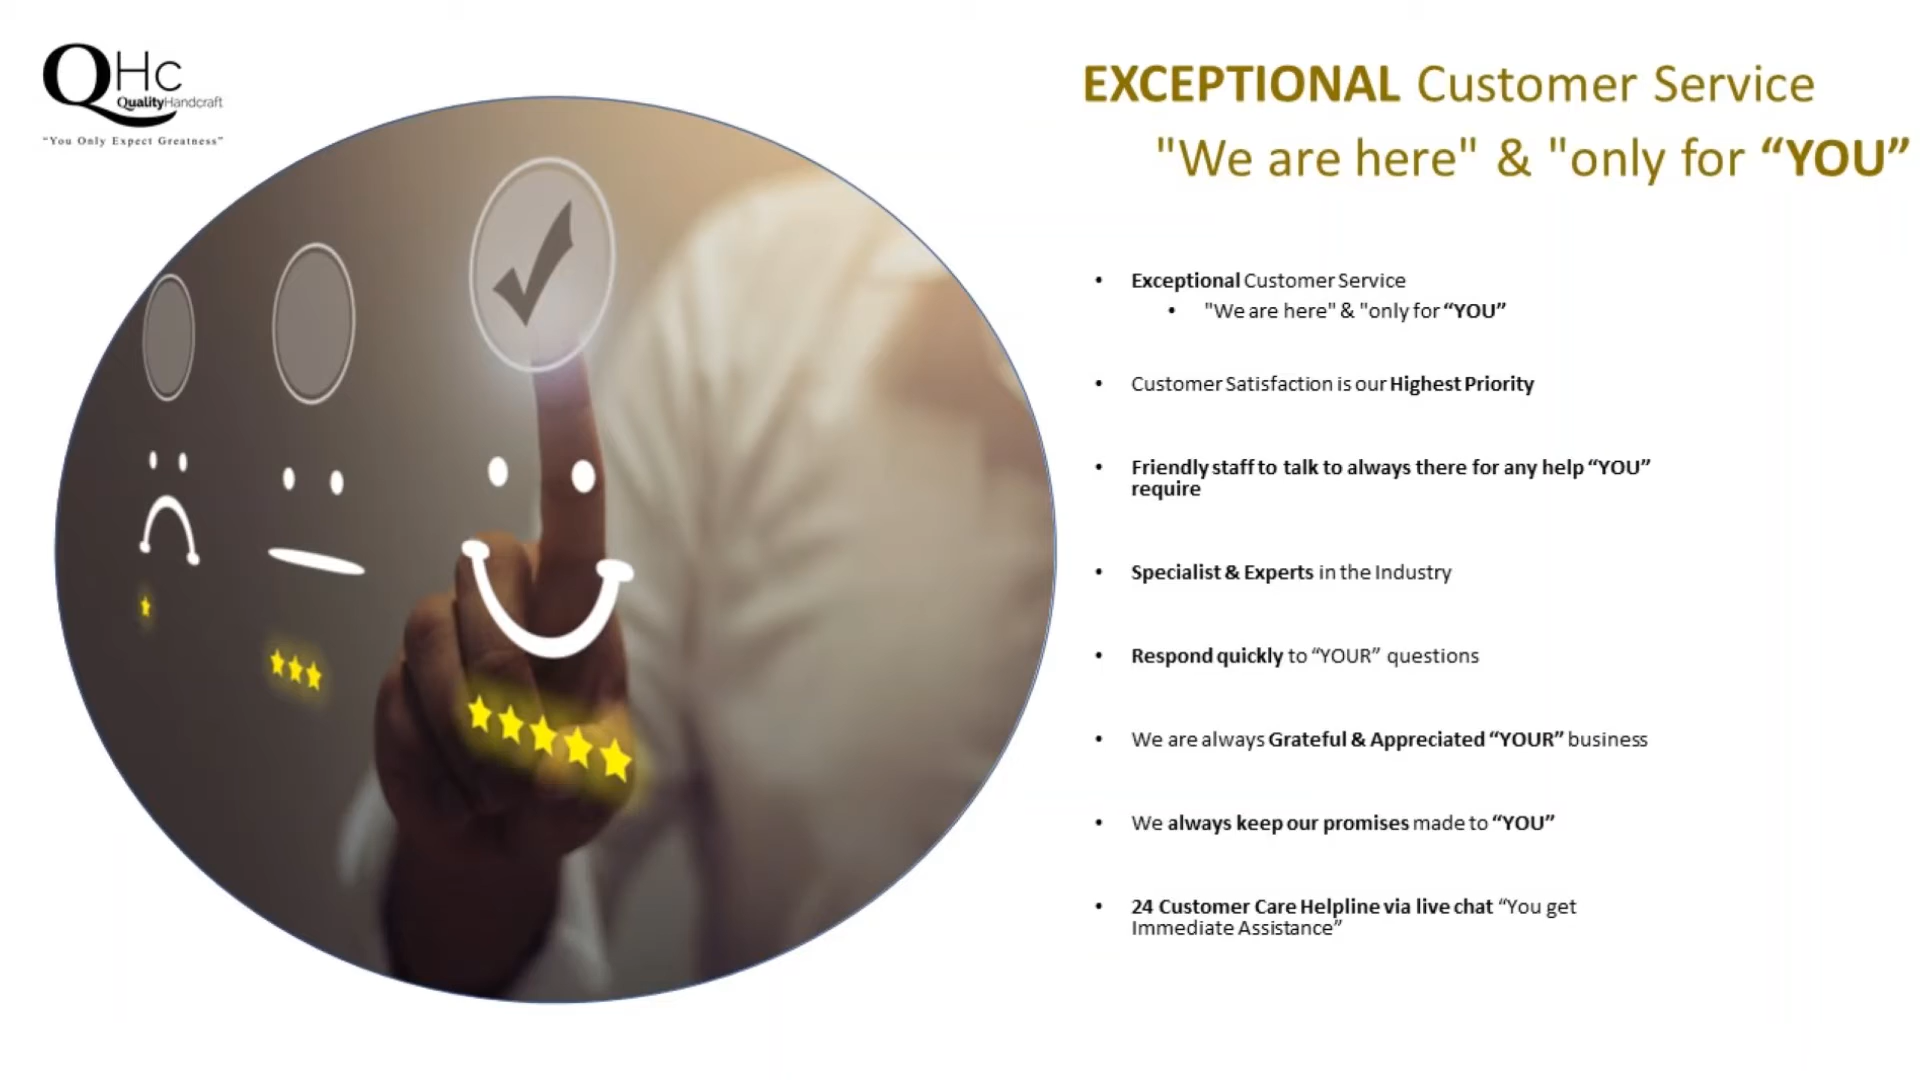 QHc
QualityHandcraft
“You Only Expect Greatness”
EXCEPTIONAL Customer Service
"We are here" & "only for “YOU”
• Exceptional Customer Service
• "We are here" & "only for “YOU”
• Customer Satisfaction is our Highest Priority
• Friendly staff to talk to always there for any help “YOU”
require
• Specialist & Experts in the Industry
• Respond quickly to “YOUR” questions
• We are always Grateful & Appreciated “YOUR” business
• We always keep our promises made to “YOU”
• 24 Customer Care Helpline via live chat “You get
Immediate Assistance”